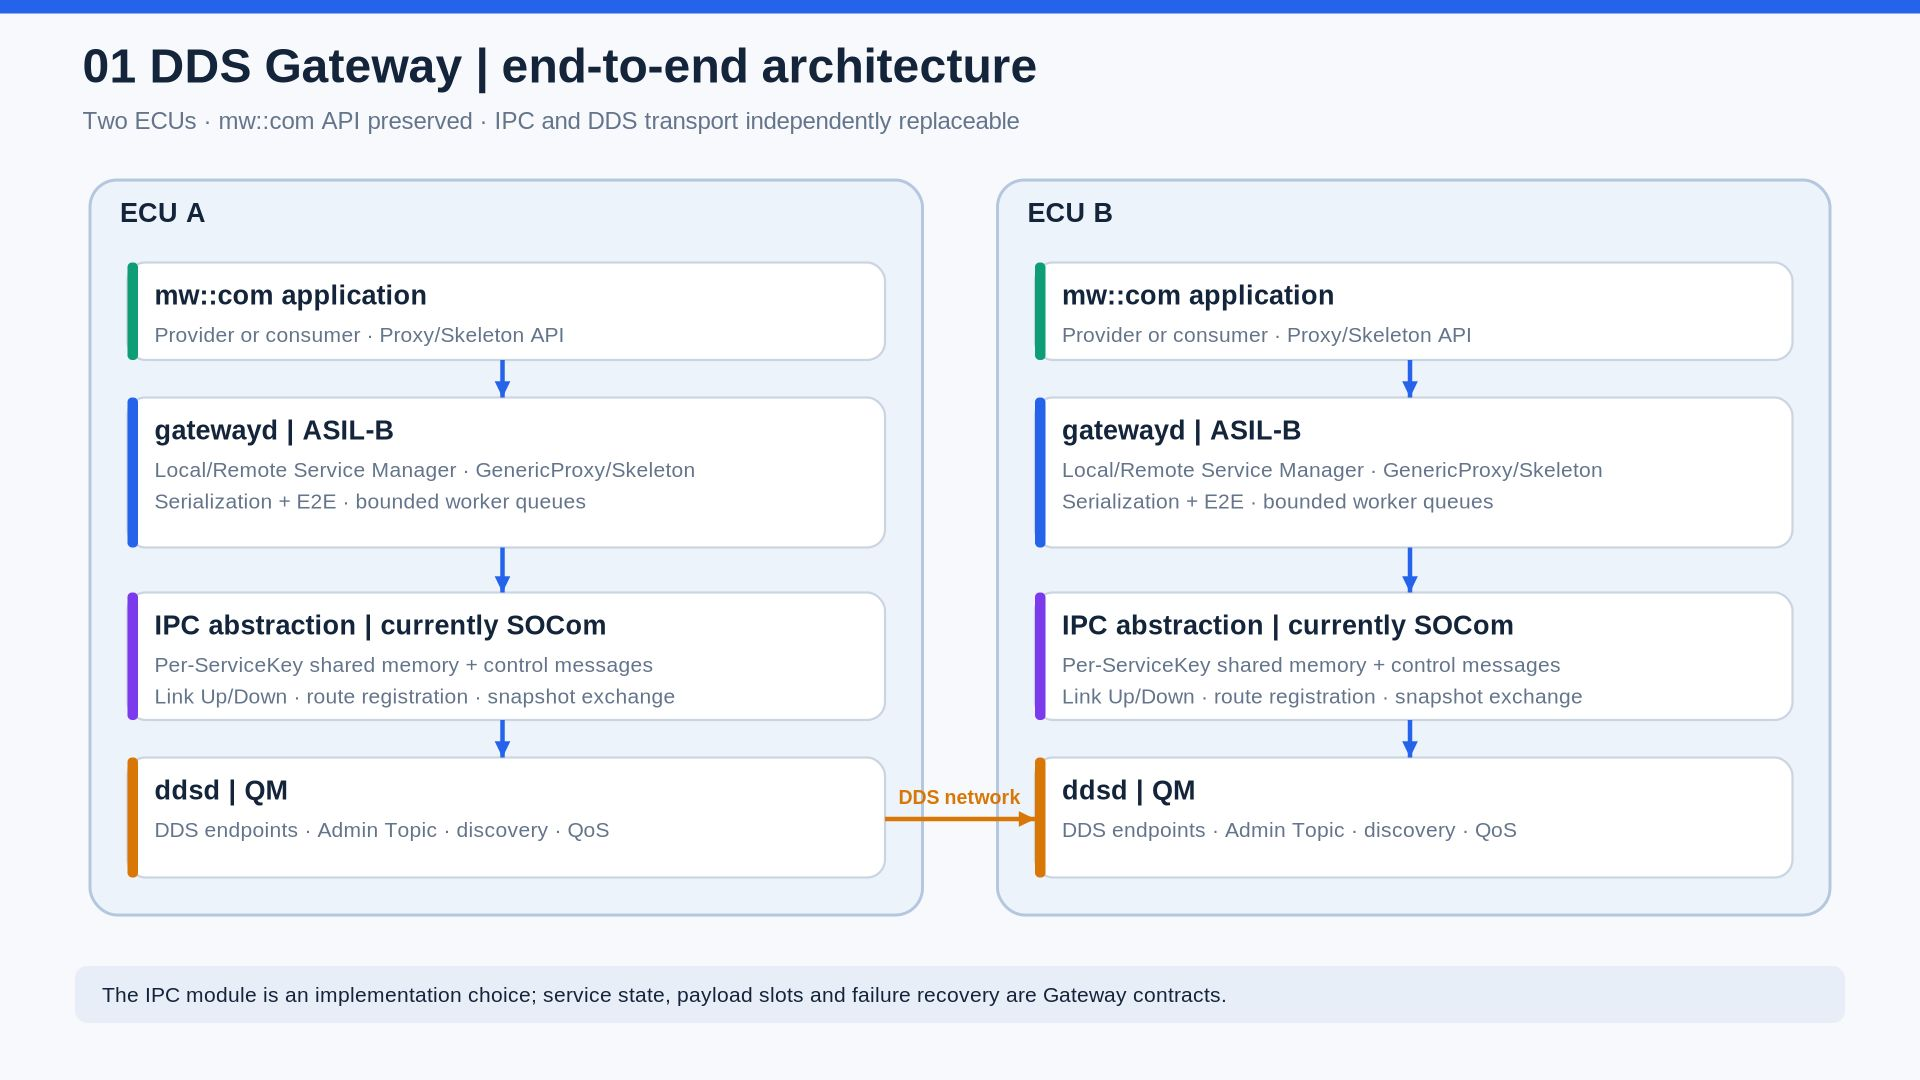 01 DDS Gateway | end-to-end architecture
Two ECUs · mw::com API preserved · IPC and DDS transport independently replaceable
ECU A
mw::com application
Provider or consumer · Proxy/Skeleton API
gatewayd | ASIL-B
Local/Remote Service Manager · GenericProxy/Skeleton
Serialization + E2E · bounded worker queues
IPC abstraction | currently SOCom
Per-ServiceKey shared memory + control messages
Link Up/Down · route registration · snapshot exchange
ddsd | QM
DDS endpoints · Admin Topic · discovery · QoS
DDS network
ECU B
mw::com application
Provider or consumer · Proxy/Skeleton API
gatewayd | ASIL-B
Local/Remote Service Manager · GenericProxy/Skeleton
Serialization + E2E · bounded worker queues
IPC abstraction | currently SOCom
Per-ServiceKey shared memory + control messages
Link Up/Down · route registration · snapshot exchange
ddsd | QM
DDS endpoints · Admin Topic · discovery · QoS
The IPC module is an implementation choice; service state, payload slots and failure recovery are Gateway contracts.